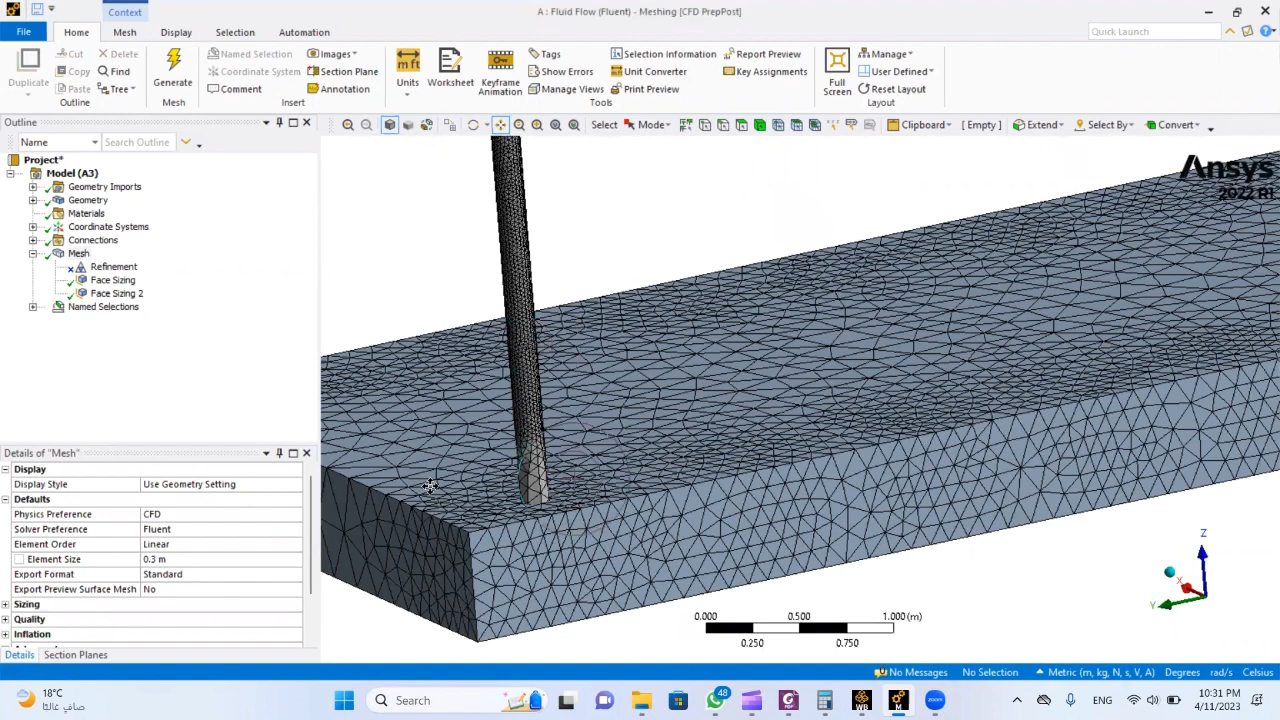 Context
A : Fluid Flow (Fluent) - Meshing [CFD PrepPost]
File Home Mesh Display Selection Automation
Quick Launch
Duplicate
Cut Delete
Copy Find
Paste Tree
Outline
Generate
Mesh
Named Selection Images
Coordinate System Section Plane
Comment Annotation
Insert
Units
Worksheet
Keyframe Animation
Tags
Show Errors
Manage Views
Selection Information
Unit Converter
Print Preview
Report Preview
Key Assignments
Tools
Full Screen
Manage
User Defined
Reset Layout
Layout
Outline
Name Search Outline
Select Mode Clipboard [ Empty ] Extend Select By Convert
Project*
Model (A3)
Geometry Imports
Geometry
Materials
Coordinate Systems
Connections
Mesh
Refinement
Face Sizing
Face Sizing 2
Named Selections
Ansys
2022 R1
Details of "Mesh"
Display
Display Style Use Geometry Setting
Defaults
Physics Preference CFD
Solver Preference Fluent
Element Order Linear
Element Size 0.3 m
Export Format Standard
Export Preview Surface Mesh No
Sizing
Quality
Inflation
Details Section Planes
0.000 0.500 1.000 (m)
0.250 0.750
Z
X
Y
No Messages No Selection Metric (m, kg, N, s, V, A) Degrees rad/s Celsius
18°C
صافي غالبًا
Search
48
WB
M
zoom
ENG
10:31 PM
4/11/2023